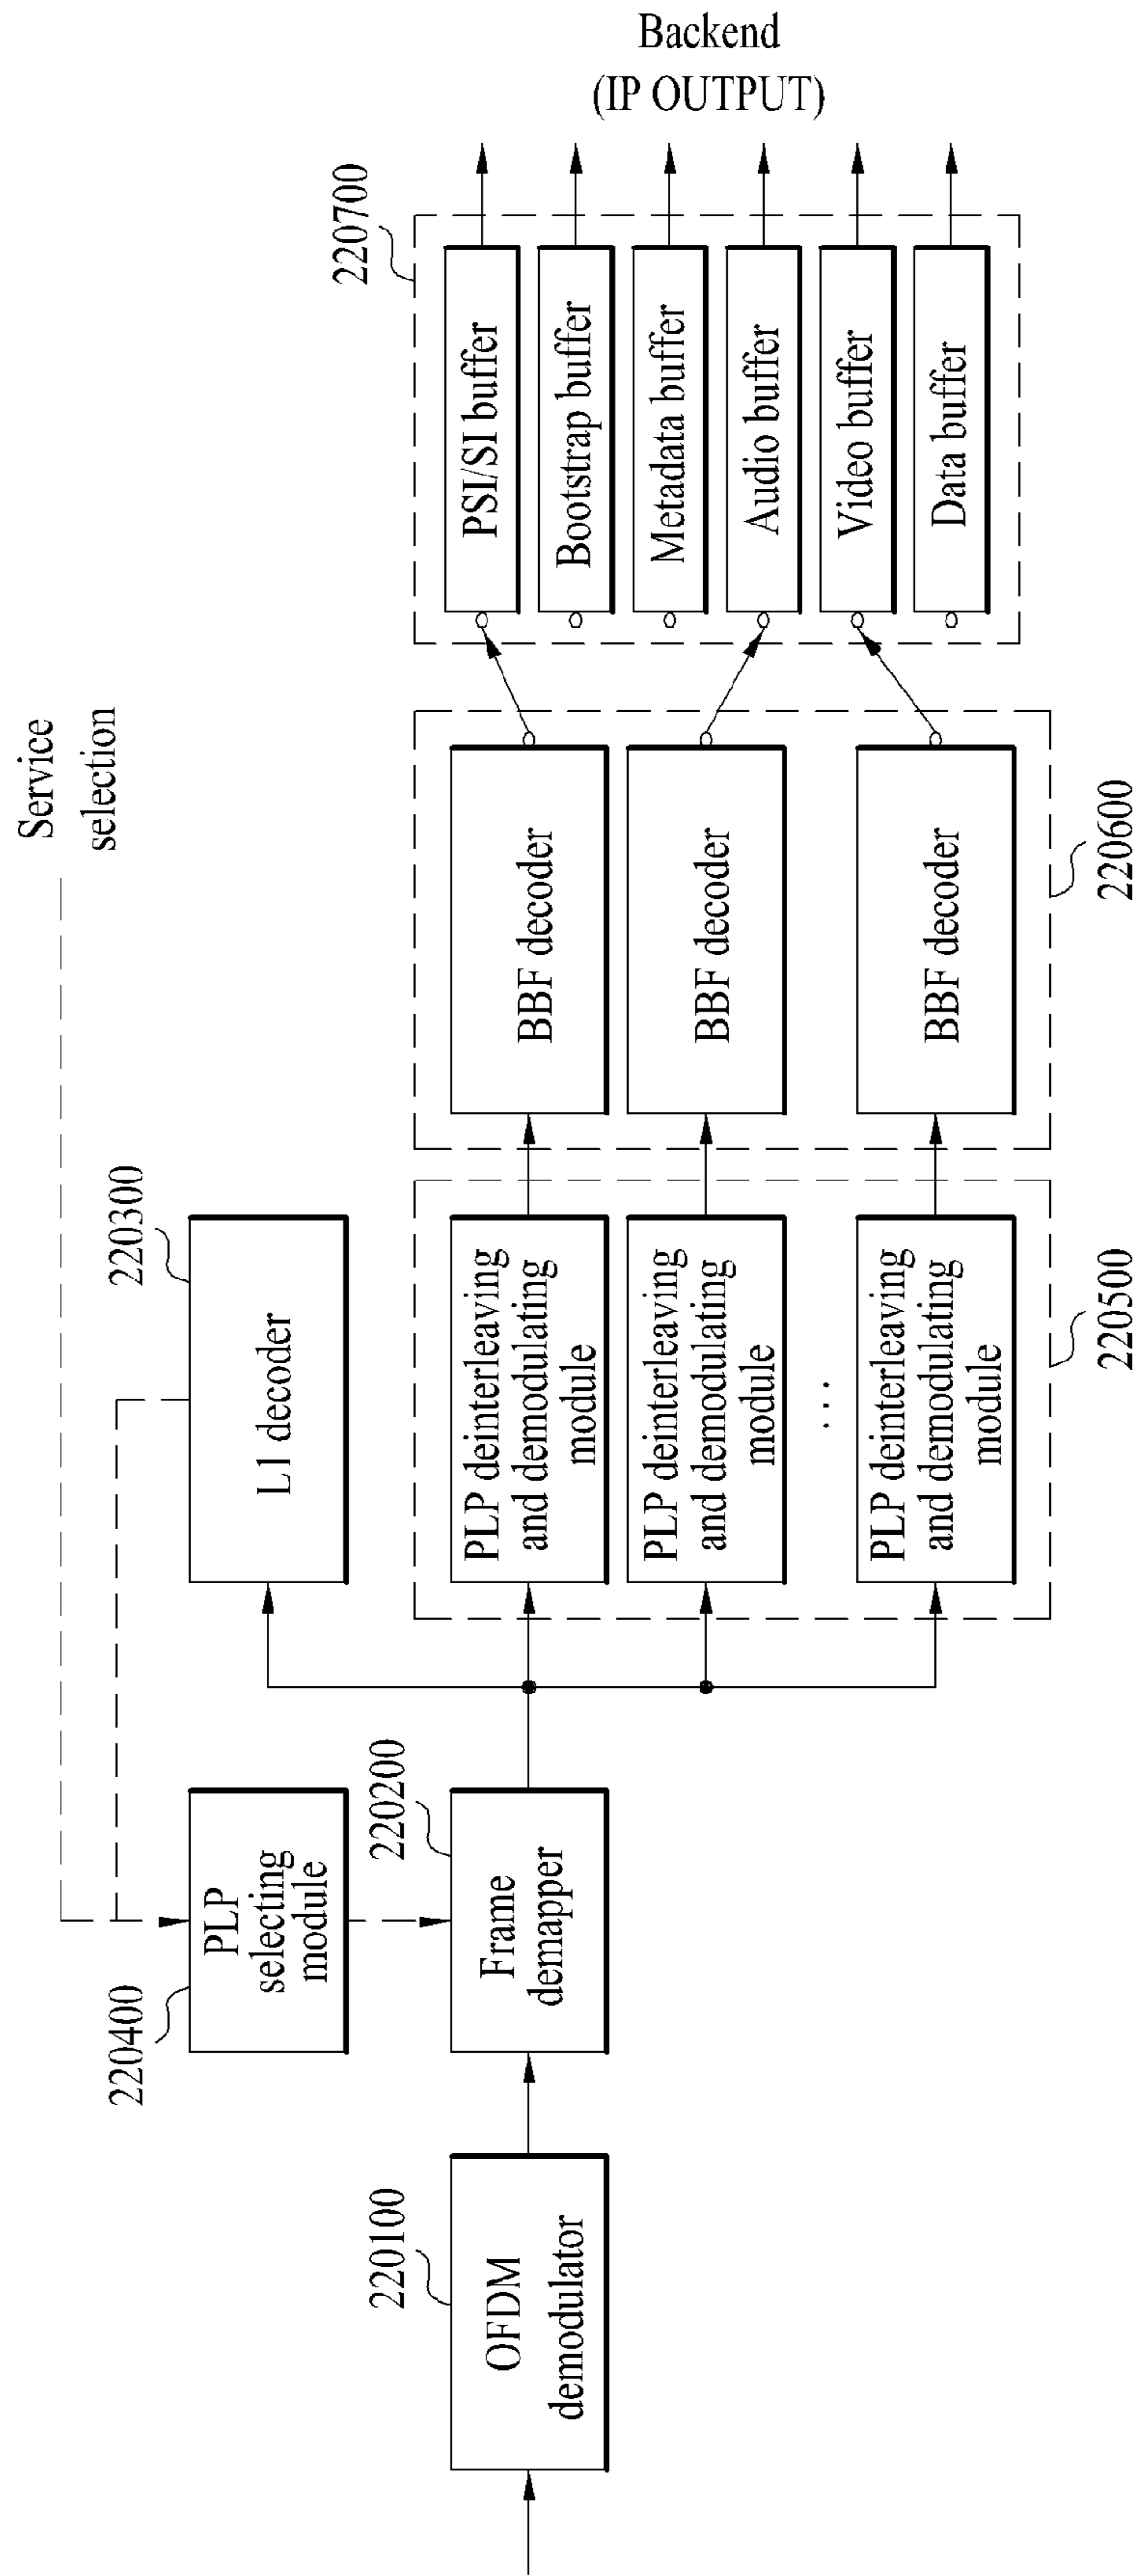 Service
selection
220300
L1 decoder
220400
PLP
selecting
module
220100
OFDM
demodulator
220200
Frame
demapper
PLP deinterleaving
and demodulating
module
PLP deinterleaving
and demodulating
module
...
PLP deinterleaving
and demodulating
module
220500
BBF decoder
BBF decoder
BBF decoder
220600
220700
PSI/SI buffer
Bootstrap buffer
Metadata buffer
Audio buffer
Video buffer
Data buffer
Backend
(IP OUTPUT)